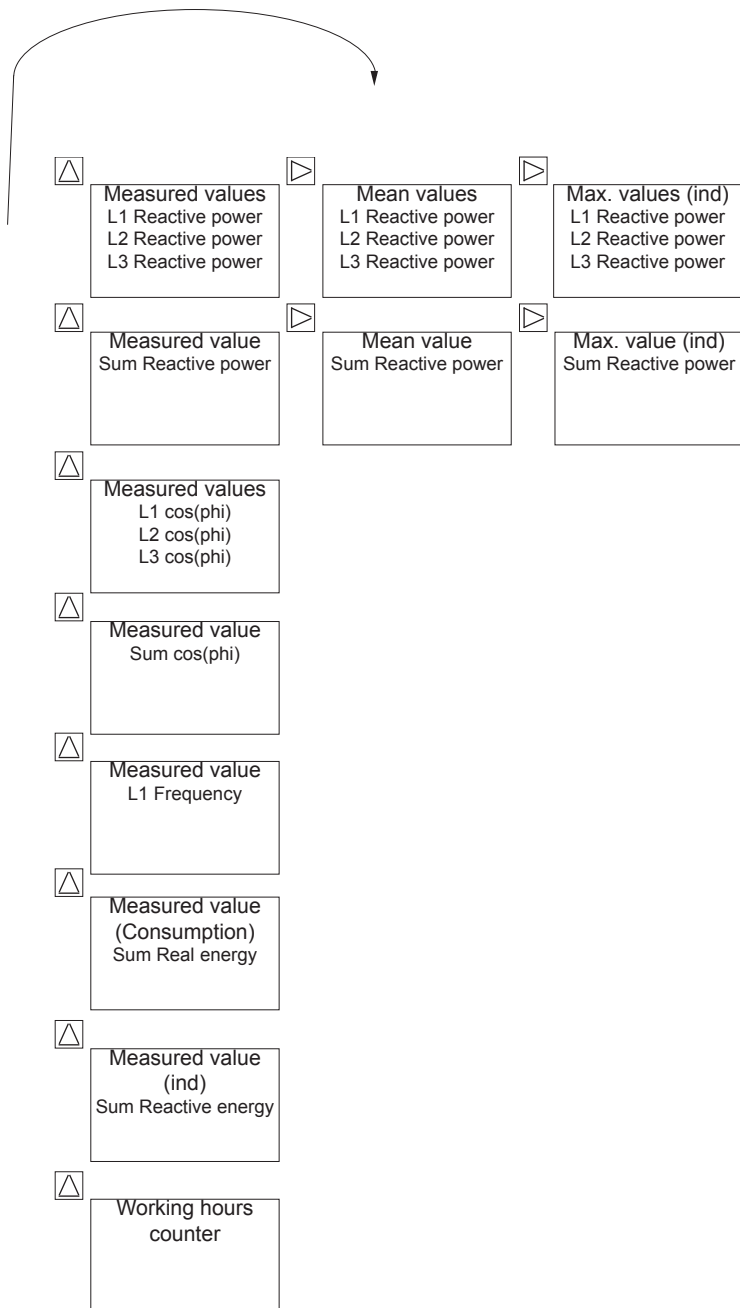 Measured values
L1 Reactive power
L2 Reactive power
L3 Reactive power
Mean values
L1 Reactive power
L2 Reactive power
L3 Reactive power
Max. values (ind)
L1 Reactive power
L2 Reactive power
L3 Reactive power
Measured value
Sum Reactive power
Mean value
Sum Reactive power
Max. value (ind)
Sum Reactive power
Measured values
L1 cos(phi)
L2 cos(phi)
L3 cos(phi)
Measured value
Sum cos(phi)
Measured value
L1 Frequency
Measured value
(Consumption)
Sum Real energy
Measured value
(ind)
Sum Reactive energy
Working hours
counter